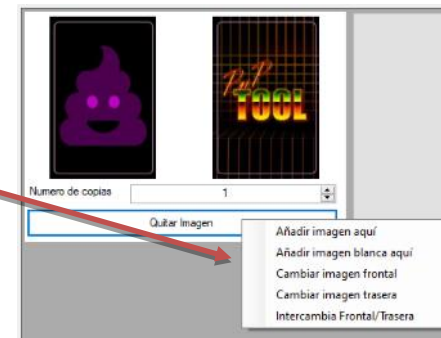 PnP
TOOL
Numero de copias 1
Quitar Imagen
Añadir imagen aquí
Añadir imagen blanca aquí
Cambiar imagen frontal
Cambiar imagen trasera
Intercambia Frontal/Trasera